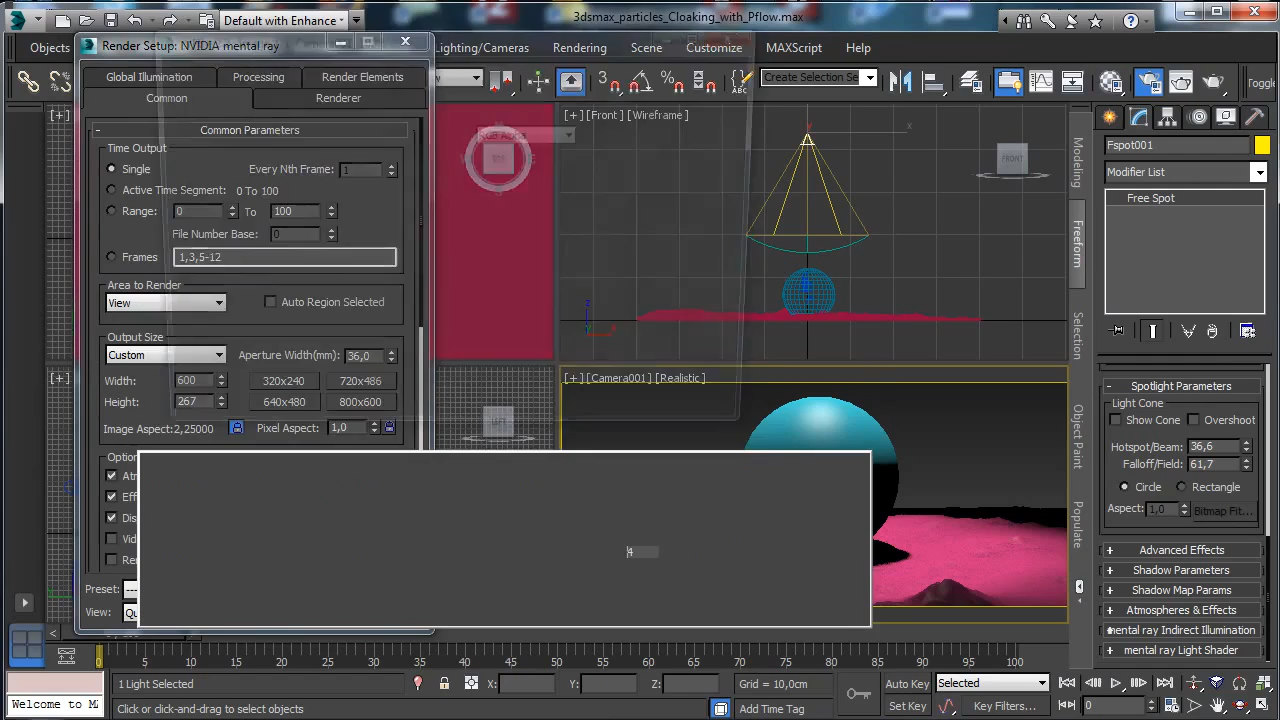 Default with Enhance
3dsmax_particles_Cloaking_with_Pflow.max
Objects
Render Setup: NVIDIA mental ray
Lighting/Cameras
Rendering
Scene
Customize
MAXScript
Help
3
%
ABC
Create Selection Se
Toggle
Global Illumination
Processing
Render Elements
Common
Renderer
- Common Parameters
Time Output
Single
Every Nth Frame: 1
Active Time Segment: 0 To 100
Range: 0 To 100
File Number Base: 0
Frames 1,3,5-12
Area to Render
View
Auto Region Selected
Output Size
Custom
Aperture Width(mm): 36,0
Width: 600
320x240
720x486
Height: 267
640x480
800x600
Image Aspect: 2,25000
Pixel Aspect: 1,0
Preset:
View:
4
[+]
[+] [Front ] [Wireframe ]
FRONT
x
z
x
[+]
[+] [Camera001 ] [Realistic ]
Modeling
Freeform
Selection
Object Paint
Populate
Fspot001
Modifier List
Free Spot
- Spotlight Parameters
Light Cone
Show Cone
Overshoot
Hotspot/Beam: 36,6
Falloff/Field: 61,7
Circle
Rectangle
Aspect: 1,0
Bitmap Fit...
+ Advanced Effects
+ Shadow Parameters
+ Shadow Map Params
+ Atmospheres & Effects
+ mental ray Indirect Illumination
+ mental ray Light Shader
0 5 10 15 20 25 30 35 40 45 50 55 60 65 70 75 80 85 90 95 100
1 Light Selected
X:
Y:
Z:
Grid = 10,0cm
Auto Key
Selected
Welcome to MA
Click or click-and-drag to select objects
Add Time Tag
Set Key
Key Filters...
0